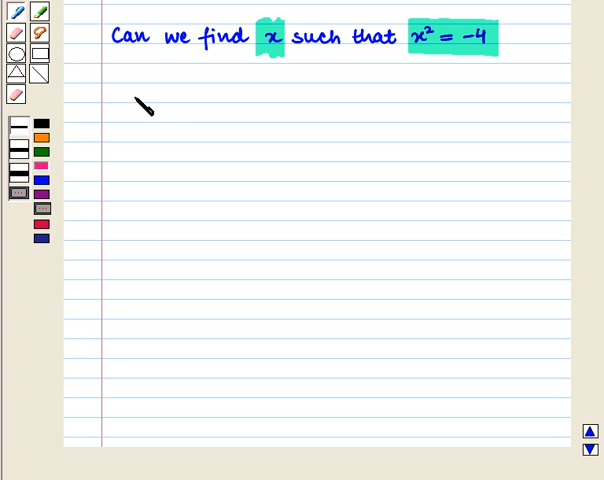 Can we find x such that x² = -4